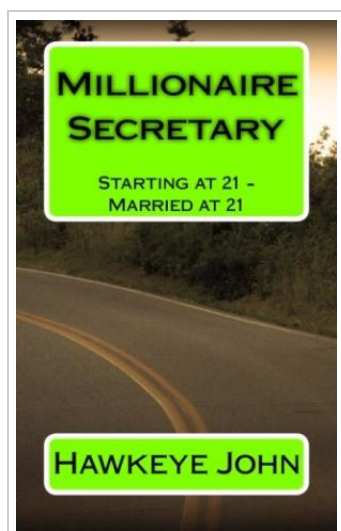 MILLIONAIRE
SECRETARY
STARTING AT 21 -
MARRIED AT 21
HAWKEYE JOHN